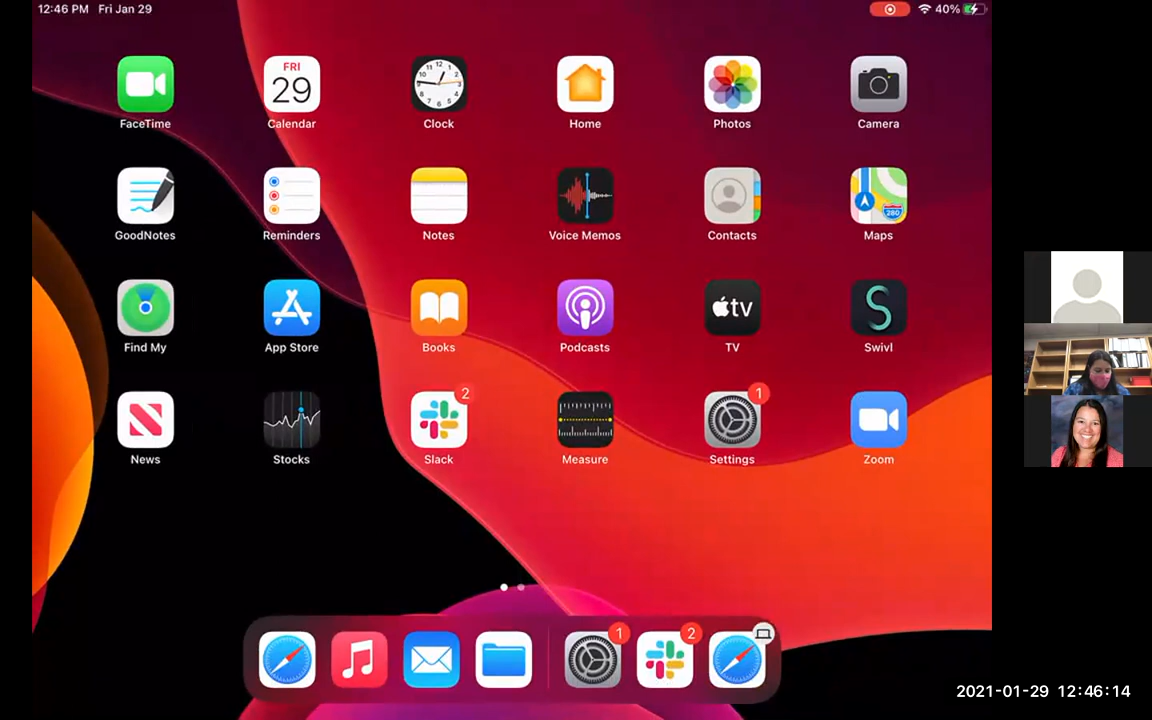 12:46 PM Fri Jan 29
40%
FRI
29
FaceTime
Calendar
Clock
Home
Photos
Camera
280
GoodNotes
Reminders
Notes
Voice Memos
Contacts
Maps
tv
Find My
App Store
Books
Podcasts
TV
Swivl
2
1
News
Stocks
Slack
Measure
Settings
Zoom
1
2
2021-01-29 12:46:14